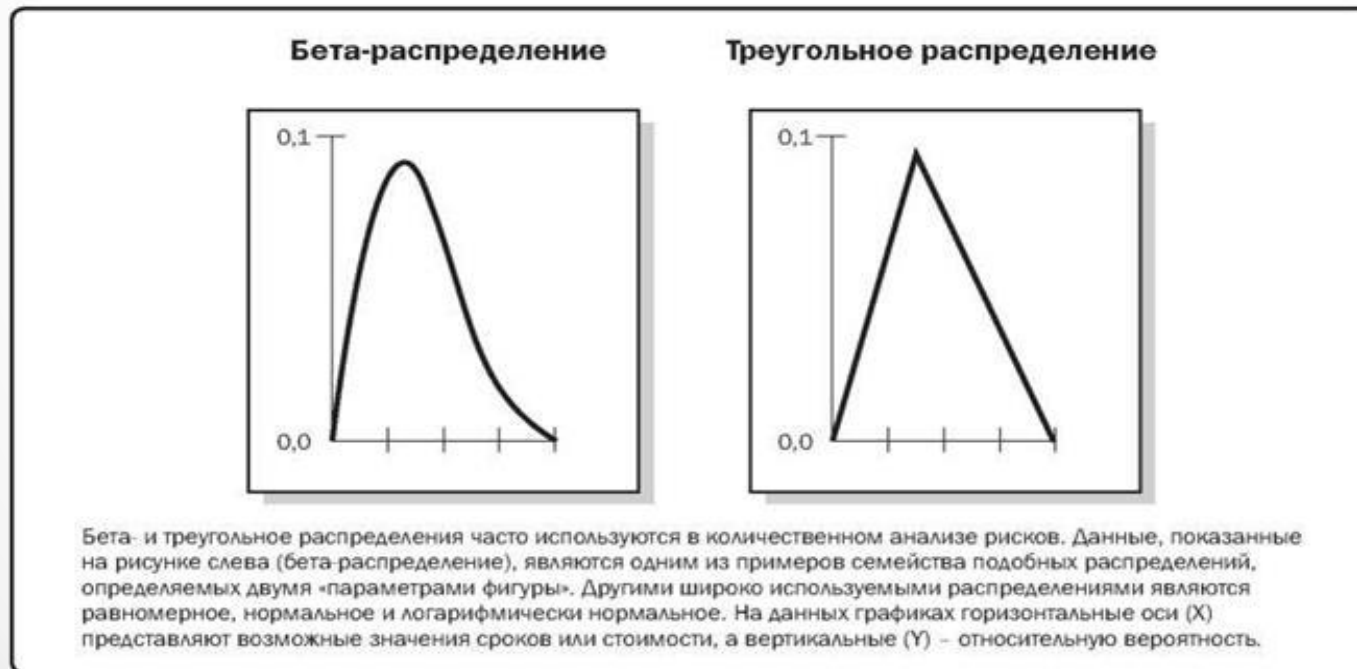 Бета-распределение
Треугольное распределение
0,1
0,0
0,1
0,0
Бета- и треугольное распределения часто используются в количественном анализе рисков. Данные, показанные
на рисунке слева (бета-распределение), являются одним из примеров семейства подобных распределений,
определяемых двумя «параметрами фигуры». Другими широко используемыми распределениями являются
равномерное, нормальное и логарифмически нормальное. На данных графиках горизонтальные оси (X)
представляют возможные значения сроков или стоимости, а вертикальные (Y) – относительную вероятность.